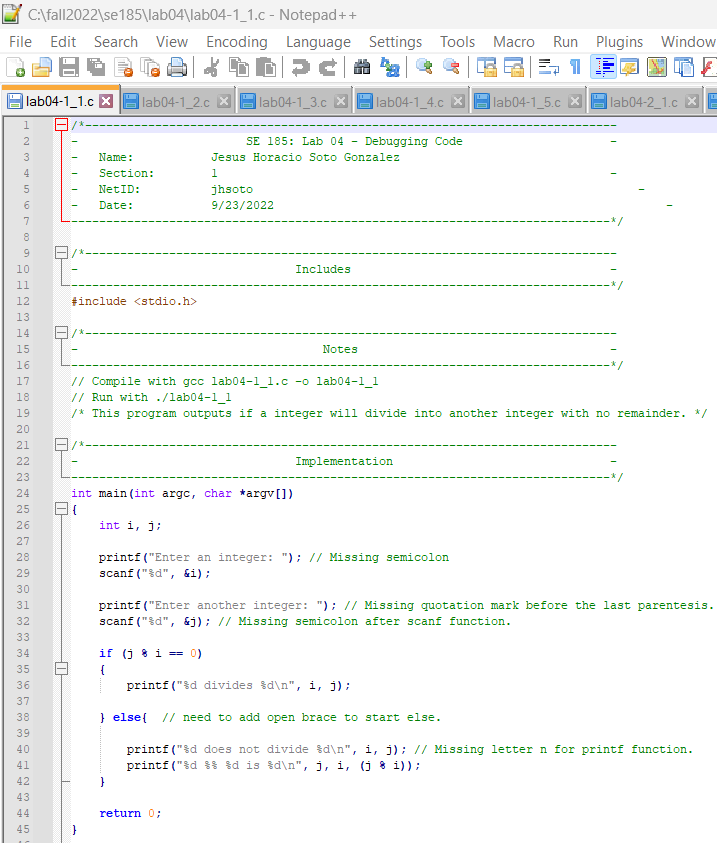 C:\fall2022\se185\lab04\lab04-1_1.c - Notepad++
File Edit Search View Encoding Language Settings Tools Macro Run Plugins Window
lab04-1_1.c lab04-1_2.c lab04-1_3.c lab04-1_4.c lab04-1_5.c lab04-2_1.c
1 /*----------------------------------------------------------------------------
2 - SE 185: Lab 04 - Debugging Code -
3 - Name: Jesus Horacio Soto Gonzalez
4 - Section: 1 -
5 - NetID: jhsoto -
6 - Date: 9/23/2022 -
7 -----------------------------------------------------------------------------*/
8
9 /*----------------------------------------------------------------------------
10 - Includes -
11 -----------------------------------------------------------------------------*/
12 #include <stdio.h>
13
14 /*----------------------------------------------------------------------------
15 - Notes -
16 -----------------------------------------------------------------------------*/
17 // Compile with gcc lab04-1_1.c -o lab04-1_1
18 // Run with ./lab04-1_1
19 /* This program outputs if a integer will divide into another integer with no remainder. */
20
21 /*----------------------------------------------------------------------------
22 - Implementation -
23 -----------------------------------------------------------------------------*/
24 int main(int argc, char *argv[])
25 {
26 int i, j;
27
28 printf("Enter an integer: "); // Missing semicolon
29 scanf("%d", &i);
30
31 printf("Enter another integer: "); // Missing quotation mark before the last parentesis.
32 scanf("%d", &j); // Missing semicolon after scanf function.
33
34 if (j % i == 0)
35 {
36 printf("%d divides %d\n", i, j);
37
38 } else{ // need to add open brace to start else.
39
40 printf("%d does not divide %d\n", i, j); // Missing letter n for printf function.
41 printf("%d %% %d is %d\n", j, i, (j % i));
42 }
43
44 return 0;
45 }